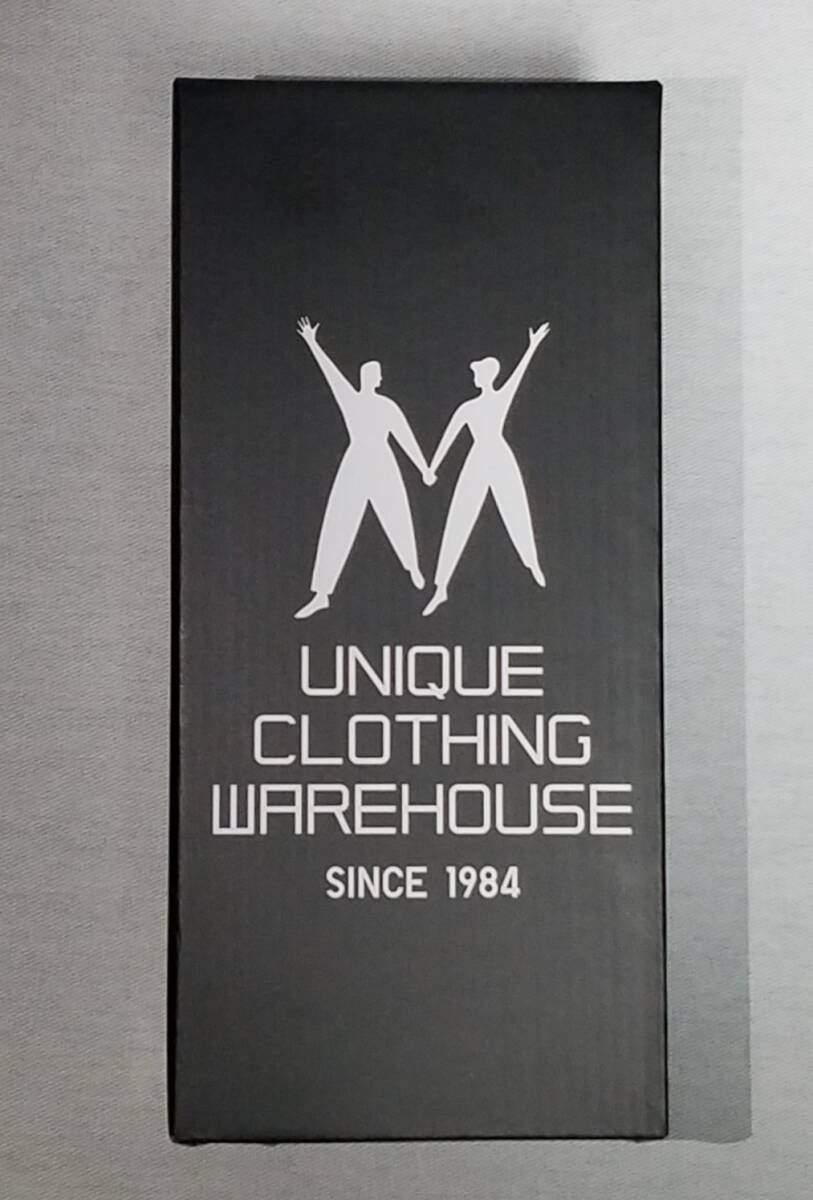 UNIQUE
CLOTHING
WAREHOUSE
SINCE 1984